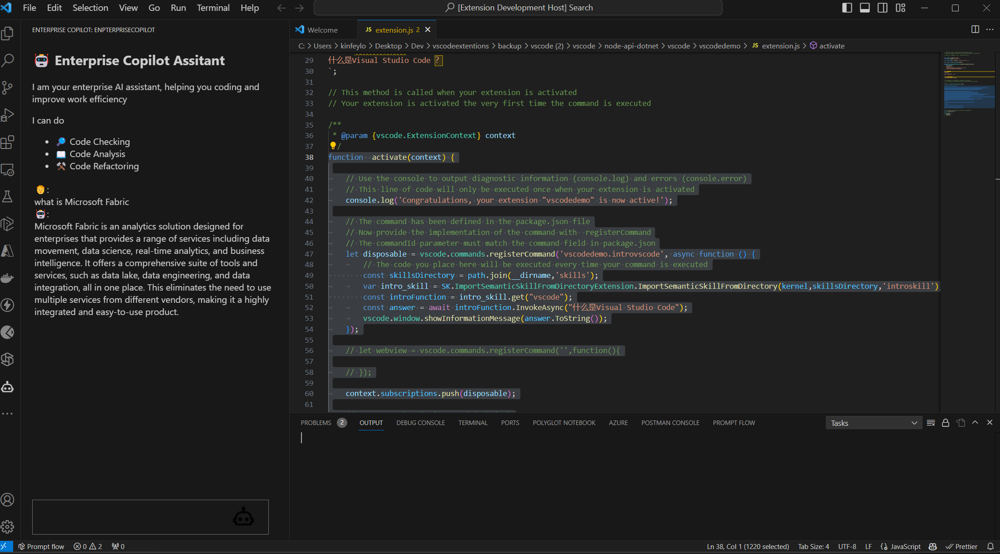 File Edit Selection View Go Run Terminal Help
[Extension Development Host] Search
ENTERPRISE COPILOT: ENPTERPRISECOPILOT
Enterprise Copilot Assitant
I am your enterprise AI assistant, helping you coding and
improve work efficiency
I can do
• Code Checking
• Code Analysis
• Code Refactoring
:
what is Microsoft Fabric
:
Microsoft Fabric is an analytics solution designed for
enterprises that provides a range of services including data
movement, data science, real-time analytics, and business
intelligence. It offers a comprehensive suite of tools and
services, such as data lake, data engineering, and data
integration, all in one place. This eliminates the need to use
multiple services from different vendors, making it a highly
integrated and easy-to-use product.
Welcome
JS extension.js 2
C: > Users > kinfeylo > Desktop > Dev > vscodeextentions > backup > vscode (2) > vscode > node-api-dotnet > vscode > vscodedemo > JS extension.js > activate
29 什么是Visual Studio Code ？
30 `;
31
32 // This method is called when your extension is activated
33 // Your extension is activated the very first time the command is executed
34
35 /**
36 * @param {vscode.ExtensionContext} context
37 /
38 function activate(context) {
39
40 // Use the console to output diagnostic information (console.log) and errors (console.error)
41 // This line of code will only be executed once when your extension is activated
42 console.log('Congratulations, your extension "vscodedemo" is now active!');
43
44 // The command has been defined in the package.json file
45 // Now provide the implementation of the command with registerCommand
46 // The commandId parameter must match the command field in package.json
47 let disposable = vscode.commands.registerCommand('vscodedemo.introvscode', async function () {
48 // The code you place here will be executed every time your command is executed
49 const skillsDirectory = path.join(__dirname,'skills');
50 var intro_skill = SK.ImportSemanticSkillFromDirectoryExtension.ImportSemanticSkillFromDirectory(kernel,skillsDirectory,'introskill')
51 const introFunction = intro_skill.get("vscode");
52 const answer = await introFunction.InvokeAsync("什么是Visual Studio Code");
53 vscode.window.showInformationMessage(answer.ToString());
54 });
55
56 // let webview = vscode.commands.registerCommand('',function(){
57
58 // });
59
60 context.subscriptions.push(disposable);
61
PROBLEMS 2 OUTPUT DEBUG CONSOLE TERMINAL PORTS POLYGLOT NOTEBOOK AZURE POSTMAN CONSOLE PROMPT FLOW
Tasks
Prompt flow 0 2 0
Ln 38, Col 1 (1220 selected) Tab Size: 4 UTF-8 LF JavaScript Prettier